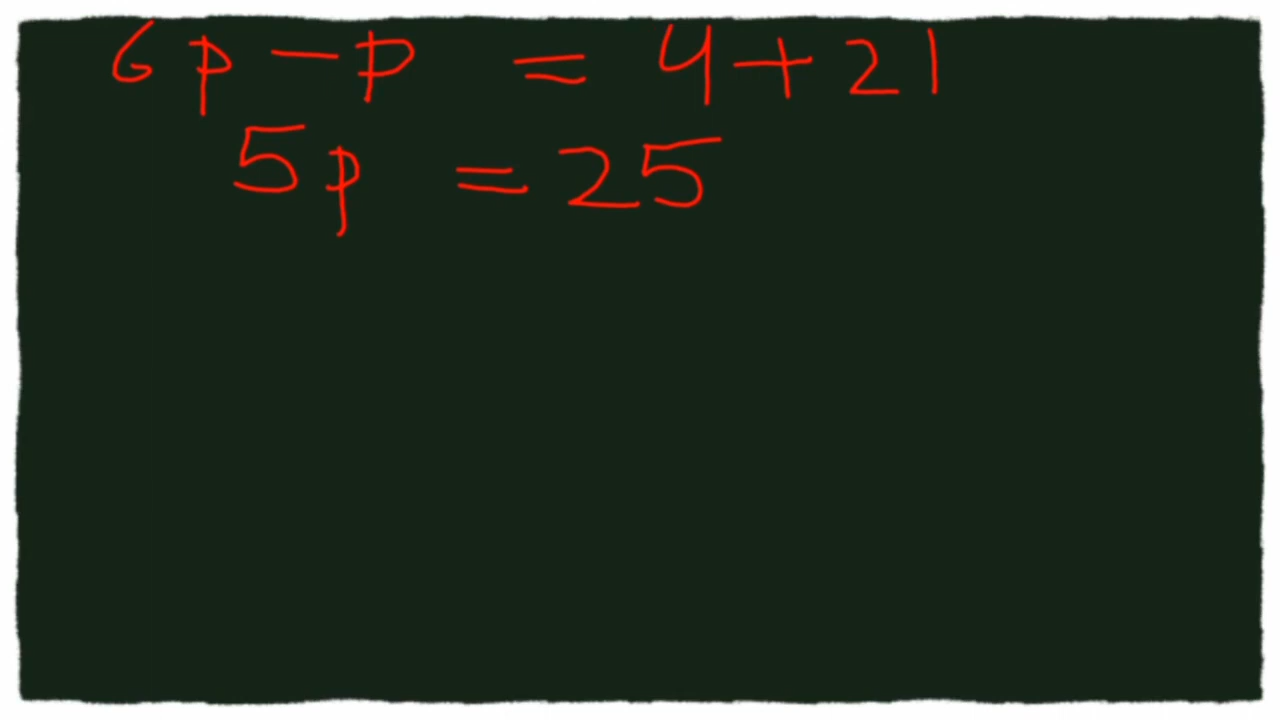 6p - p = 4 + 21
5p = 25